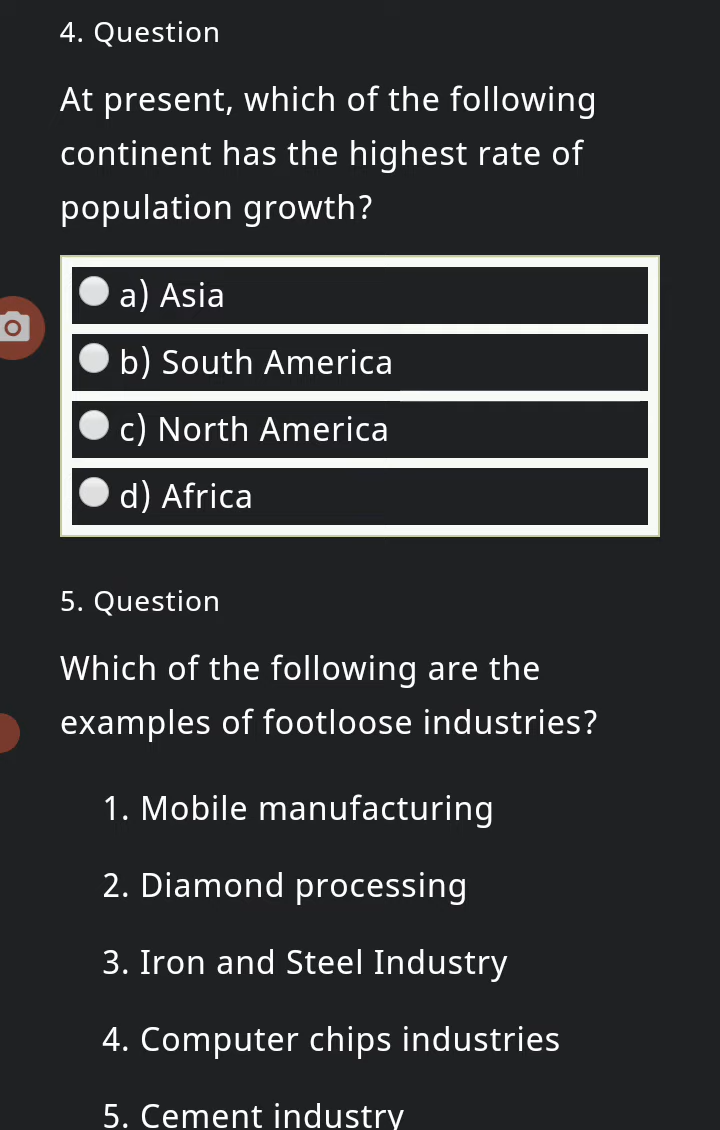 4. Question
At present, which of the following
continent has the highest rate of
population growth?
a) Asia
b) South America
c) North America
d) Africa
5. Question
Which of the following are the
examples of footloose industries?
1. Mobile manufacturing
2. Diamond processing
3. Iron and Steel Industry
4. Computer chips industries
5. Cement industry